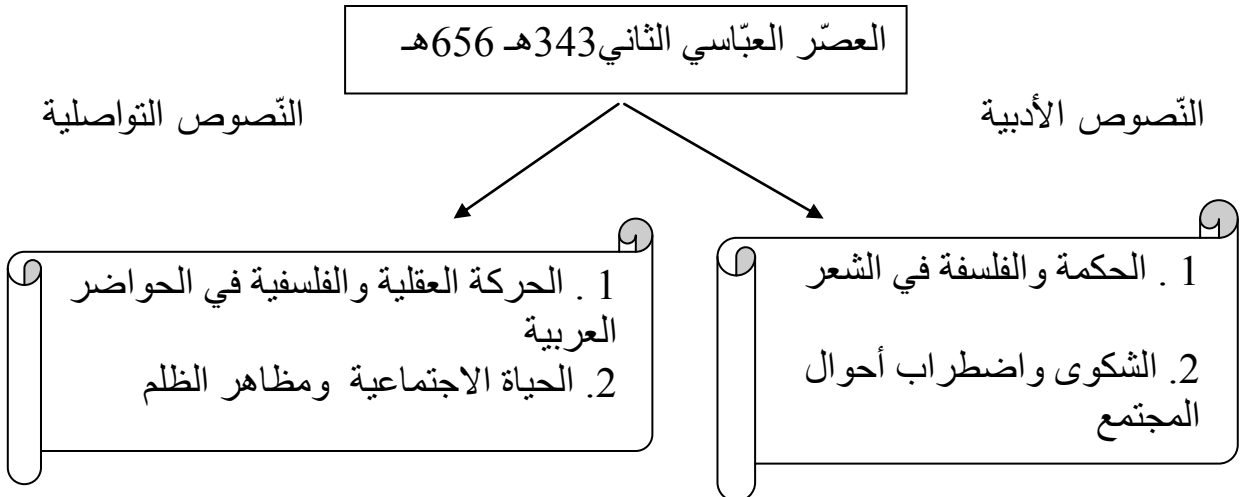 العصّر العبّاسي الثاني343هـ 656هـ
النّصوص الأدبية
النّصوص التواصلية
1 . الحكمة والفلسفة في الشعر
2. الشكوى واضطراب أحوال
المجتمع
1 . الحركة العقلية والفلسفية في الحواضر
العربية
2. الحياة الاجتماعية ومظاهر الظلم